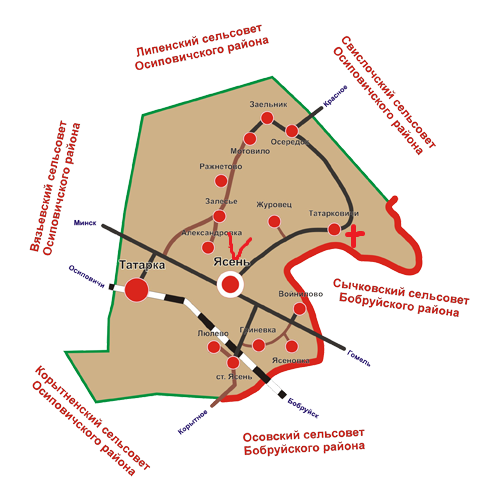 Липенский сельсовет
Осиповичского района
Свислочский сельсовет
Осиповичского района
Вязьевский сельсовет
Осиповичского района
Заельник
Красное
Осередок
Мотовило
Ражнетово
Залесье
Журовец
Татарковичи
Минск
Александровка
Ясень
Татарка
Осиповичи
Войнилово
Сычковский сельсовет
Бобруйского района
Люлево
Глиневка
Ясеновка
Гомель
ст. Ясень
Корытненский сельсовет
Осиповичского района
Бобруйск
Корытное
Осовский сельсовет
Бобруйского района